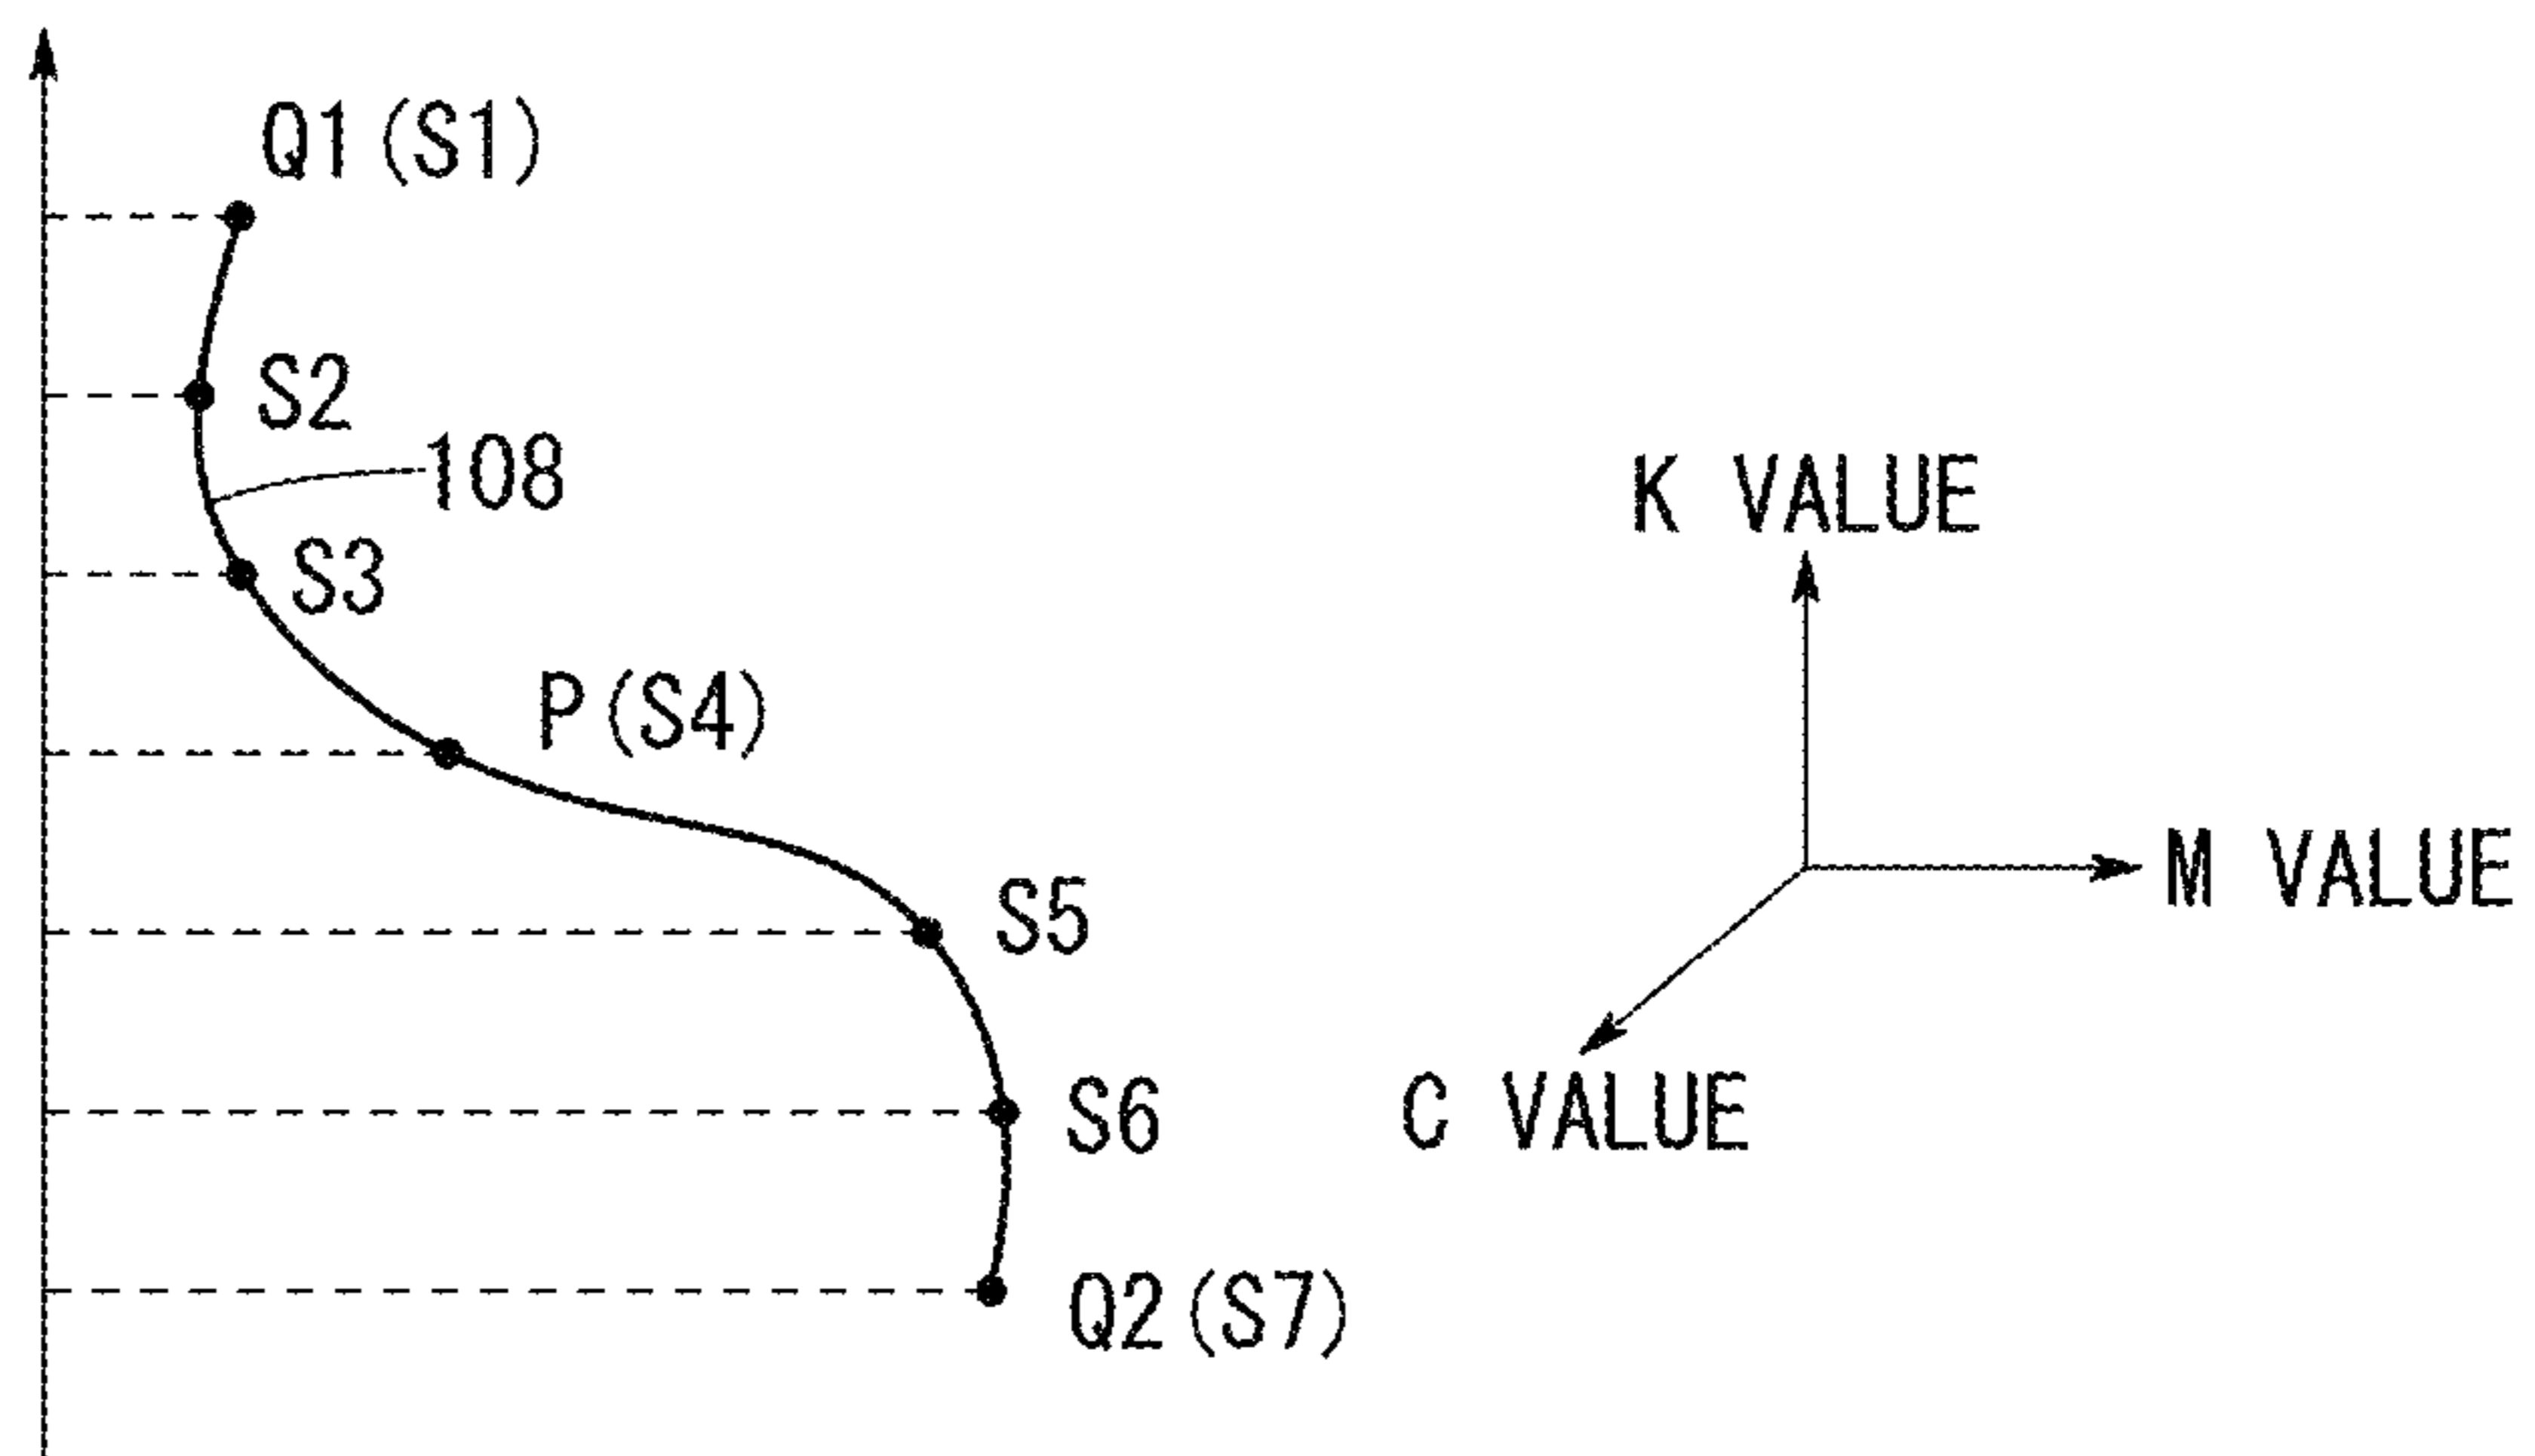 Q1(S1)
S2
108
K VALUE
S3
P(S4)
M VALUE
S5
C VALUE
S6
Q2(S7)